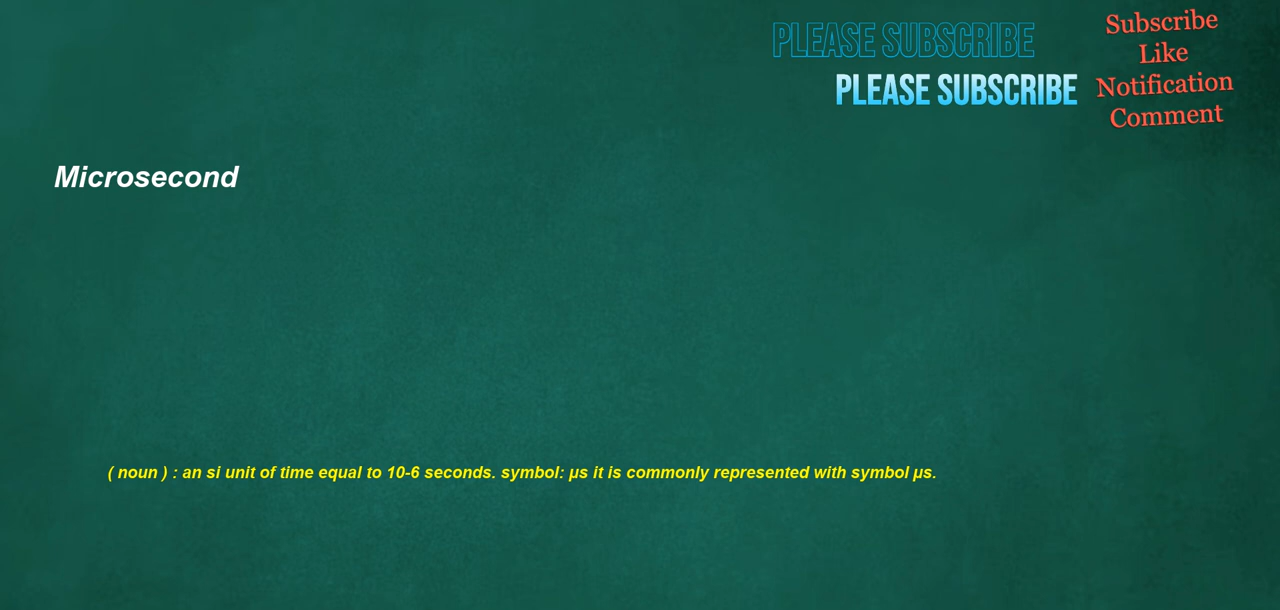 PLEASE SUBSCRIBE
PLEASE SUBSCRIBE
Subscribe
Like
Notification
Comment
Microsecond
( noun ) : an si unit of time equal to 10-6 seconds. symbol: µs it is commonly represented with symbol µs.